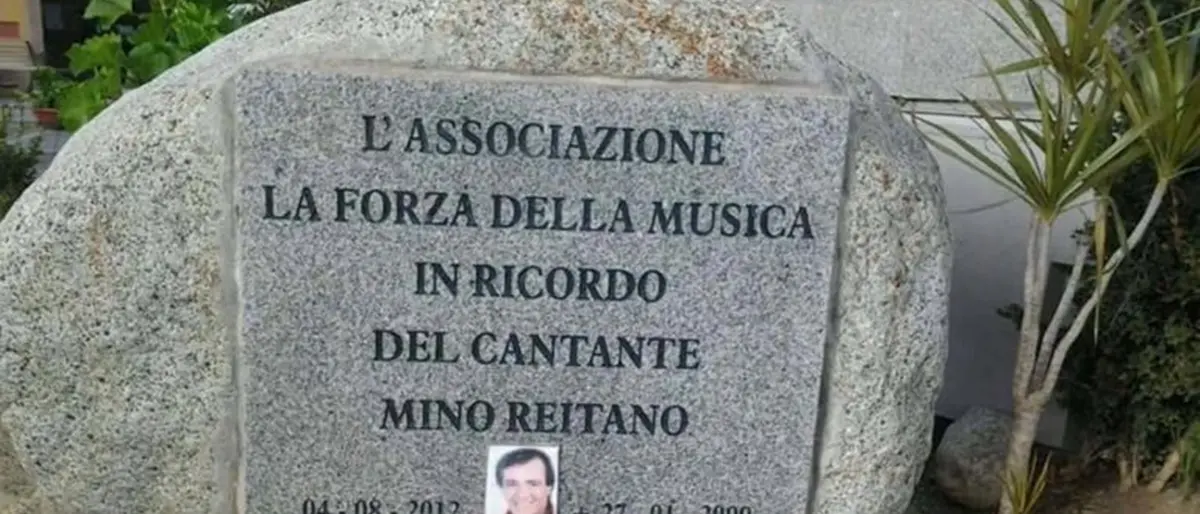 L'ASSOCIAZIONE
LA FORZA DELLA MUSICA
IN RICORDO
DEL CANTANTE
MINO REITANO
04 - 08 - 2012 + 27 - 01 - 2009